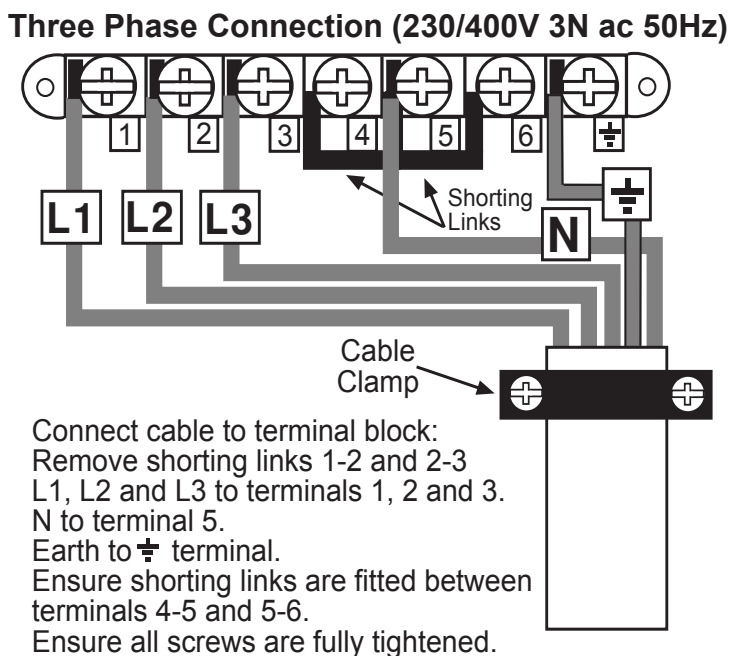 Three Phase Connection (230/400V 3N ac 50Hz)
1 2 3 4 5 6
L1 L2 L3
Shorting
Links
N
Cable
Clamp
Connect cable to terminal block:
Remove shorting links 1-2 and 2-3
L1, L2 and L3 to terminals 1, 2 and 3.
N to terminal 5.
Earth to ⏚ terminal.
Ensure shorting links are fitted between
terminals 4-5 and 5-6.
Ensure all screws are fully tightened.